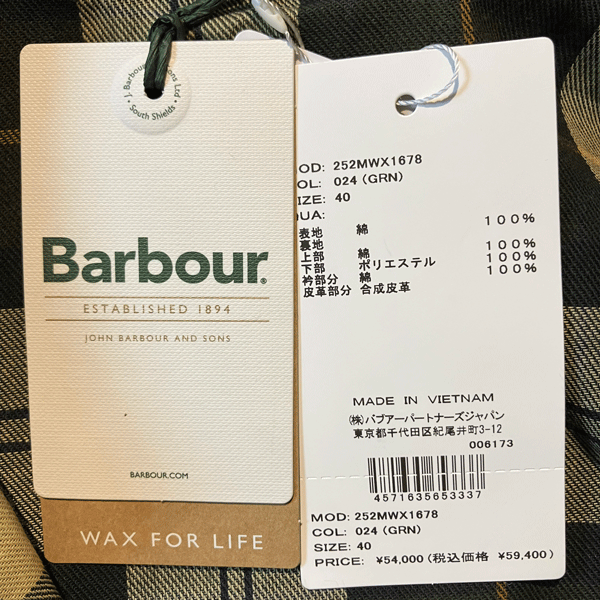 J. Barbour & Sons Ltd
South Shields
Barbour®
ESTABLISHED 1894
JOHN BARBOUR AND SONS
BARBOUR.COM
WAX FOR LIFE
MOD: 252MWX1678
COL: 024 (GRN)
SIZE: 40
QUA:
表地 綿 100%
裏地
上部 綿 100%
下部 ポリエステル 100%
衿部分 綿 100%
皮革部分 合成皮革
MADE IN VIETNAM
(株)バブアーパートナーズジャパン
東京都千代田区紀尾井町3-12
006173
4571635653337
MOD: 252MWX1678
COL: 024 (GRN)
SIZE: 40
PRICE: ¥54,000(税込価格 ¥59,400)